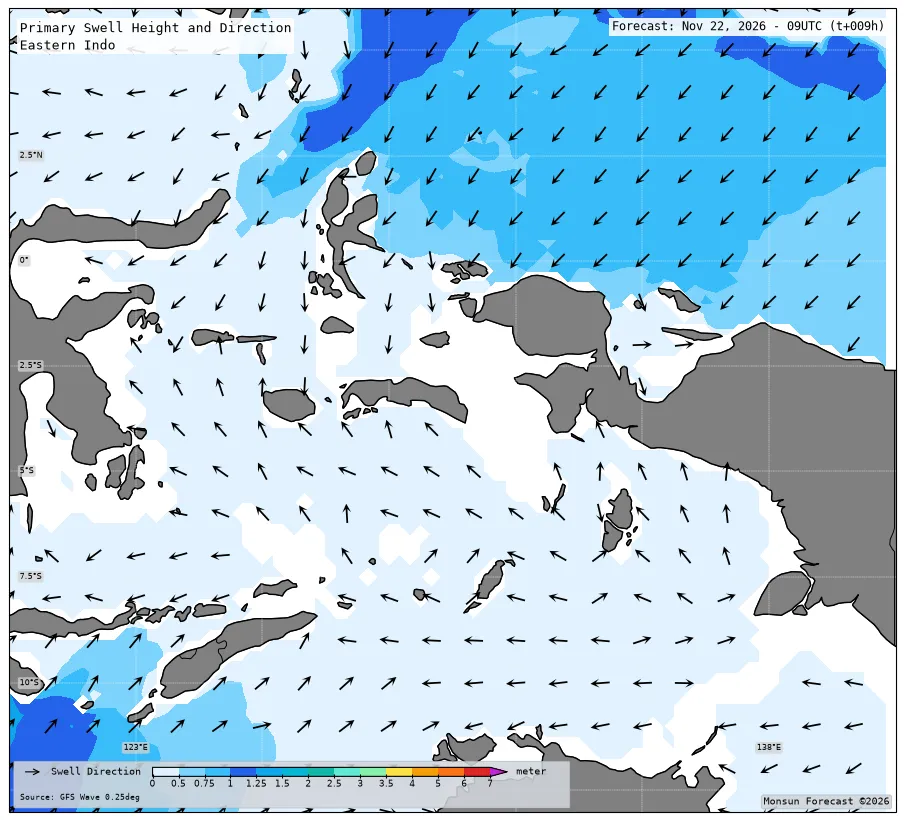 Primary Swell Height and Direction
Eastern Indo
Forecast: Nov 22, 2026 - 09UTC (t+009h)
2.5°N
0°
2.5°S
5°S
7.5°S
10°S
123°E
138°E
Swell Direction
0 0.5 0.75 1 1.25 1.5 2 2.5 3 3.5 4 5 6 7
meter
Source: GFS Wave 0.25deg
Monsun Forecast ©2026